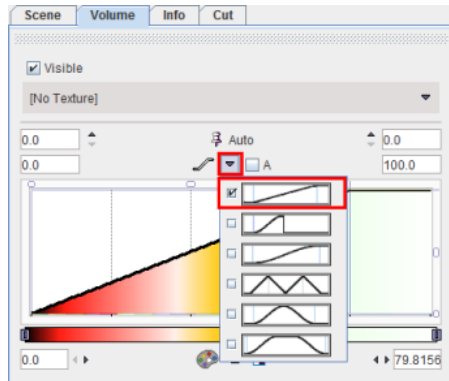 Scene Volume Info Cut
Visible
[No Texture]
0.0 Auto 0.0
0.0 A 100.0
0.0 79.8156